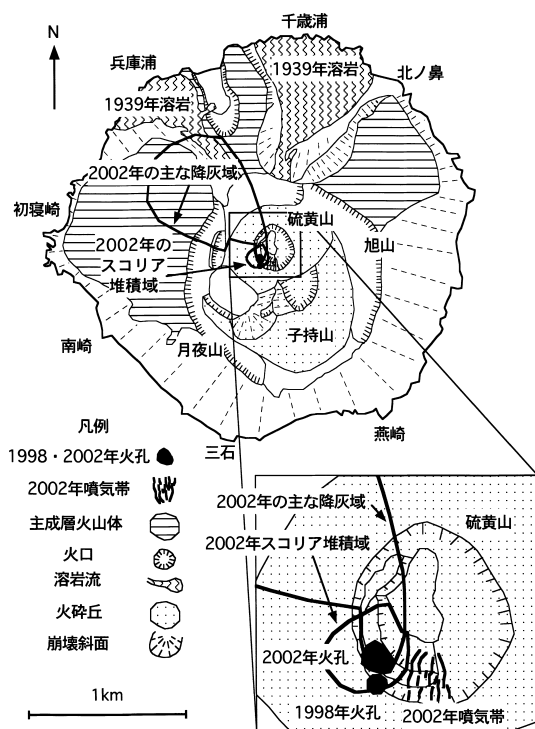 N
千歳浦
兵庫浦
北ノ鼻
1939年溶岩
1939年溶岩
2002年の主な降灰域
初寝崎
硫黄山
旭山
2002年の
スコリア
堆積域
子持山
南崎
月夜山
燕崎
三石
凡例
1998・2002年火孔
2002年噴気帯
主成層火山体
火口
溶岩流
火砕丘
崩壊斜面
1km
2002年の主な降灰域
硫黄山
2002年スコリア堆積域
2002年火孔
1998年火孔
2002年噴気帯